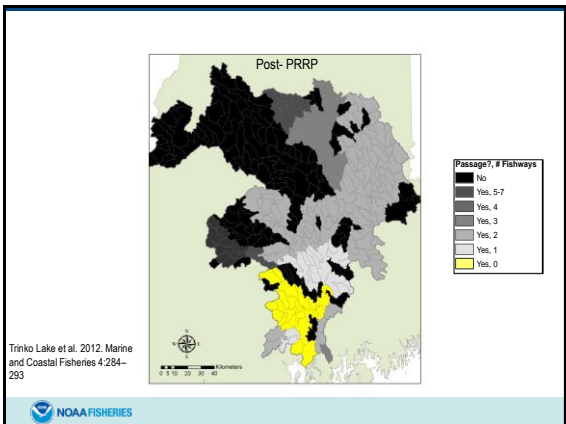 Post- PRRP
Passage?, # Fishways
No
Yes, 5-7
Yes, 4
Yes, 3
Yes, 2
Yes, 1
Yes, 0
N
W E
S
Kilometers
0 5 10 20 30 40
Trinko Lake et al. 2012. Marine
and Coastal Fisheries 4:284–
293
NOAA FISHERIES